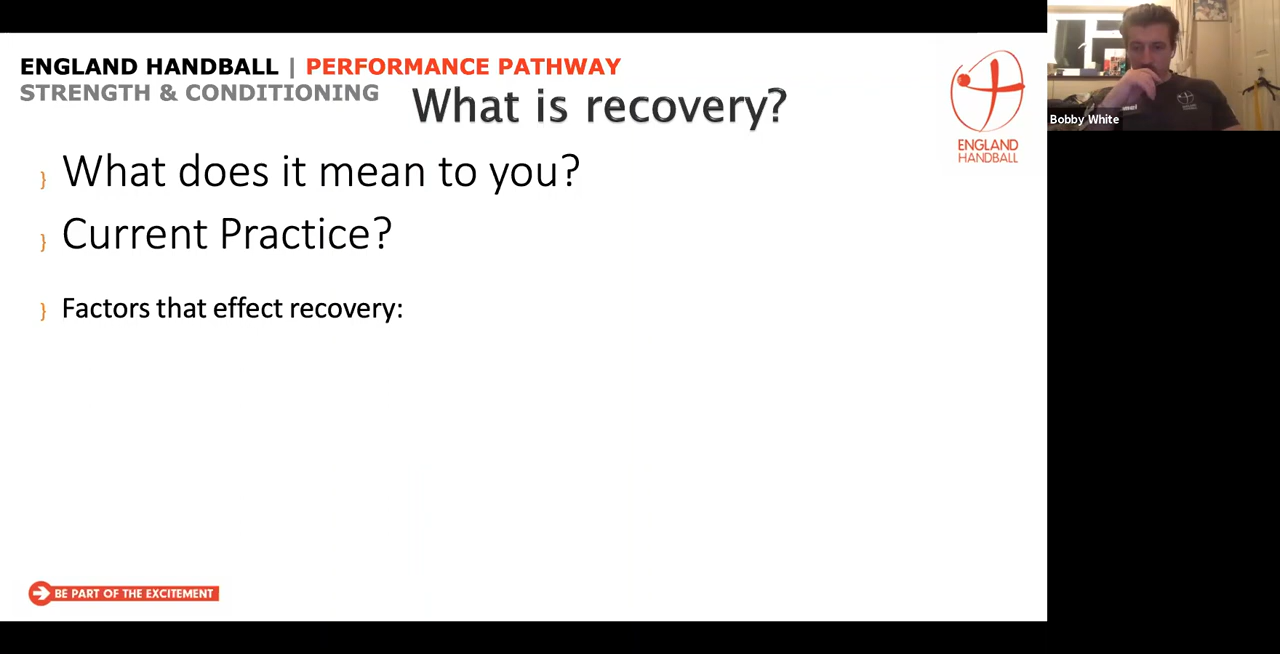 ENGLAND HANDBALL | PERFORMANCE PATHWAY
STRENGTH & CONDITIONING
What is recovery?
ENGLAND
HANDBALL
Bobby White
What does it mean to you?
Current Practice?
Factors that effect recovery:
BE PART OF THE EXCITEMENT